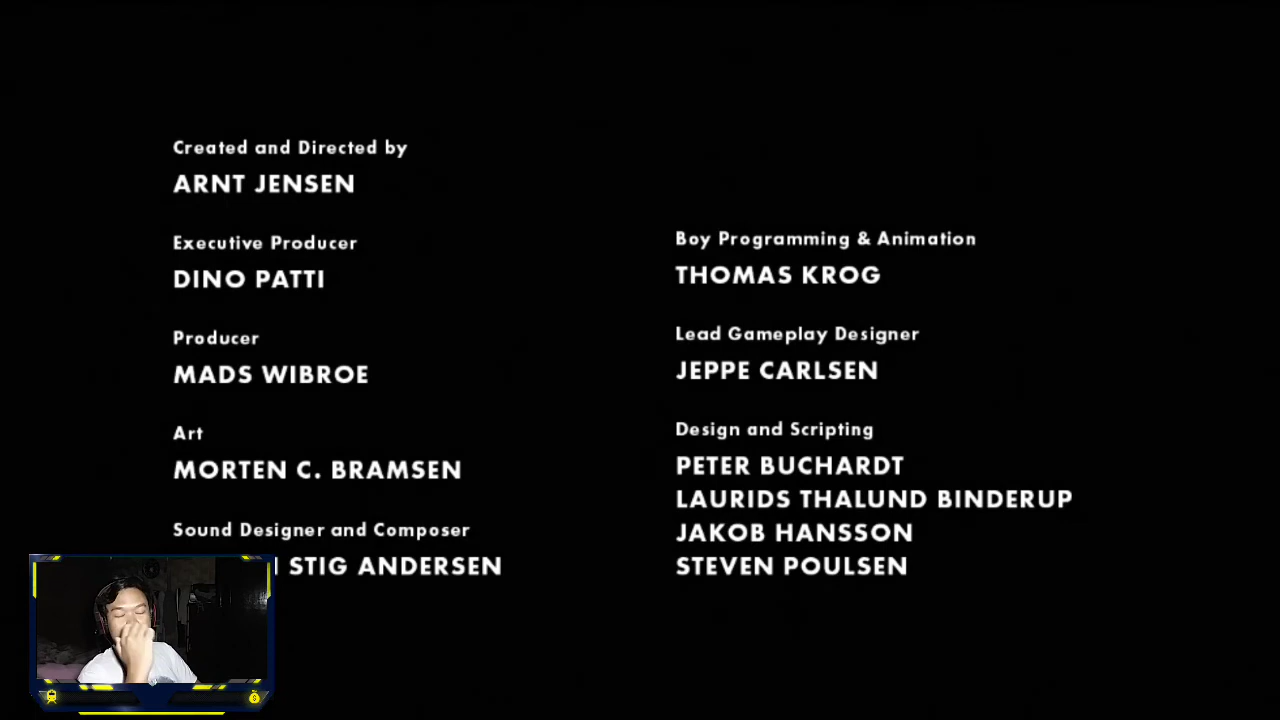 Created and Directed by
ARNT JENSEN
Executive Producer
DINO PATTI
Producer
MADS WIBROE
Art
MORTEN C. BRAMSEN
Sound Designer and Composer
STIG ANDERSEN
Boy Programming & Animation
THOMAS KROG
Lead Gameplay Designer
JEPPE CARLSEN
Design and Scripting
PETER BUCHARDT
LAURIDS THALUND BINDERUP
JAKOB HANSSON
STEVEN POULSEN